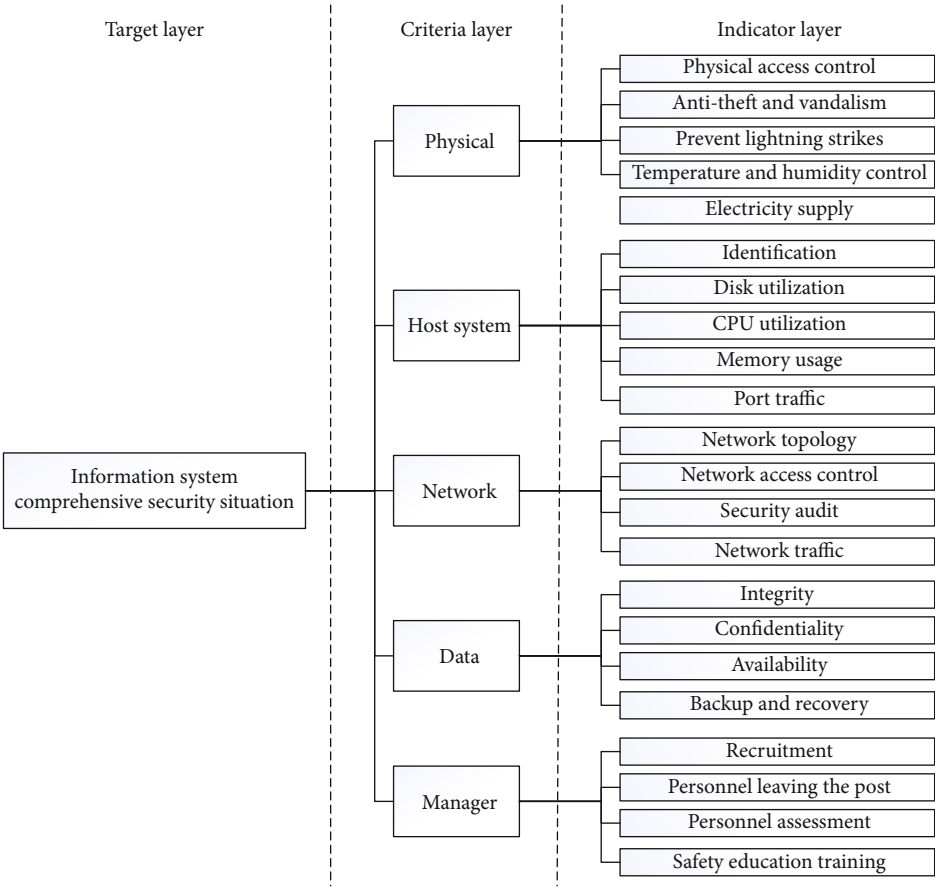 Target layer
Criteria layer
Indicator layer
Physical access control
Anti-theft and vandalism
Physical
Prevent lightning strikes
Temperature and humidity control
Electricity supply
Identification
Disk utilization
Host system
CPU utilization
Memory usage
Port traffic
Network topology
Information system
comprehensive security situation
Network access control
Network
Security audit
Network traffic
Integrity
Confidentiality
Data
Availability
Backup and recovery
Recruitment
Personnel leaving the post
Manager
Personnel assessment
Safety education training